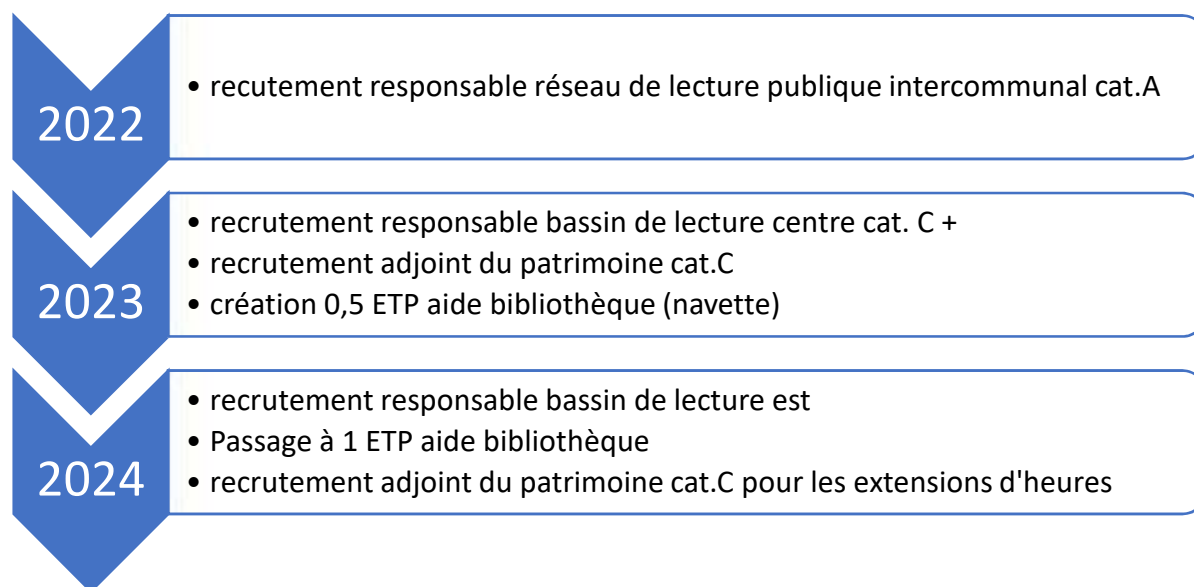 2022
• recutement responsable réseau de lecture publique intercommunal cat.A
2023
• recrutement responsable bassin de lecture centre cat. C +
• recrutement adjoint du patrimoine cat.C
• création 0,5 ETP aide bibliothèque (navette)
2024
• recrutement responsable bassin de lecture est
• Passage à 1 ETP aide bibliothèque
• recrutement adjoint du patrimoine cat.C pour les extensions d'heures